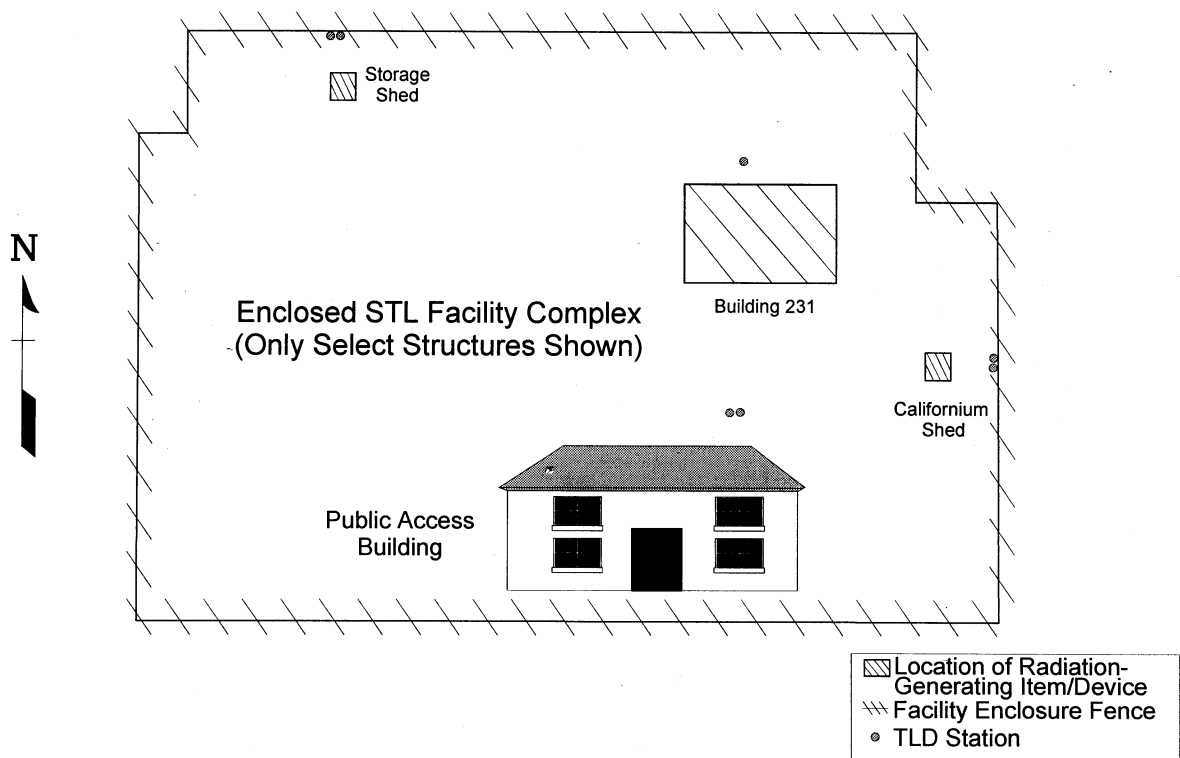 Storage
Shed
N
Building 231
Enclosed STL Facility Complex
(Only Select Structures Shown)
Californium
Shed
Public Access
Building
Location of Radiation-
Generating Item/Device
Facility Enclosure Fence
TLD Station